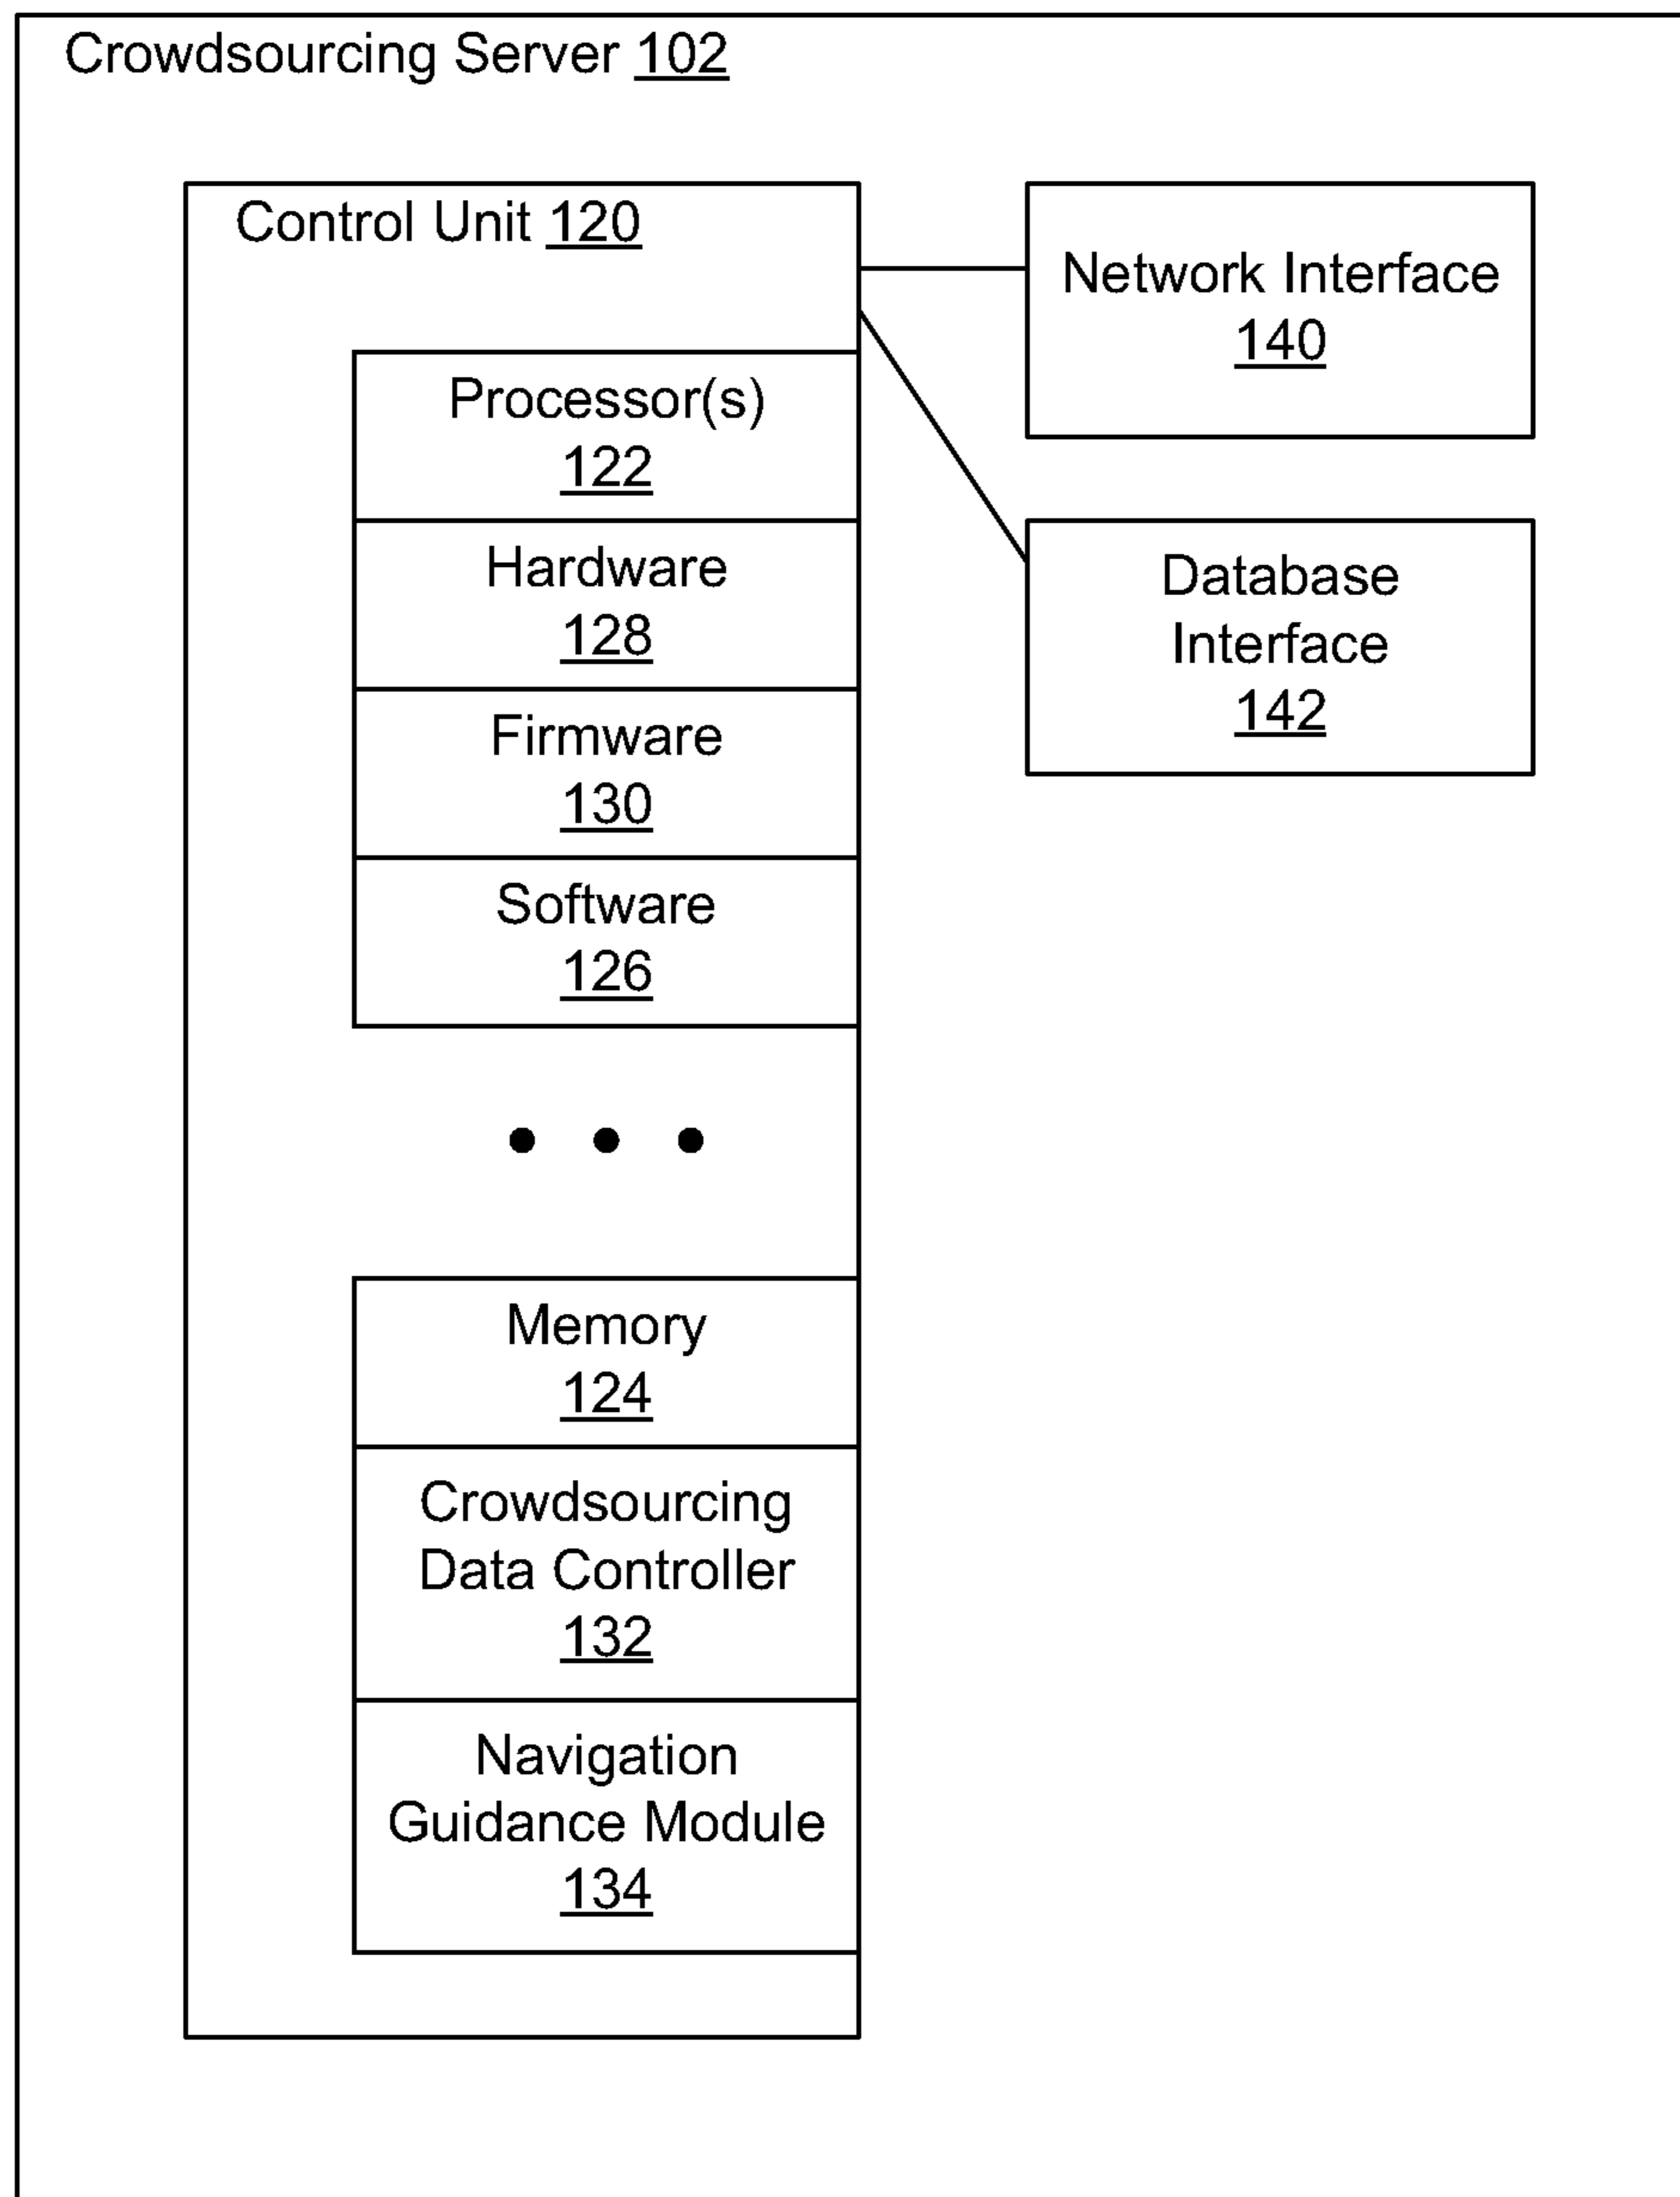 Crowdsourcing Server 102
Control Unit 120
Processor(s)
122
Hardware
128
Firmware
130
Software
126
Memory
124
Crowdsourcing
Data Controller
132
Navigation
Guidance Module
134
Network Interface
140
Database
Interface
142